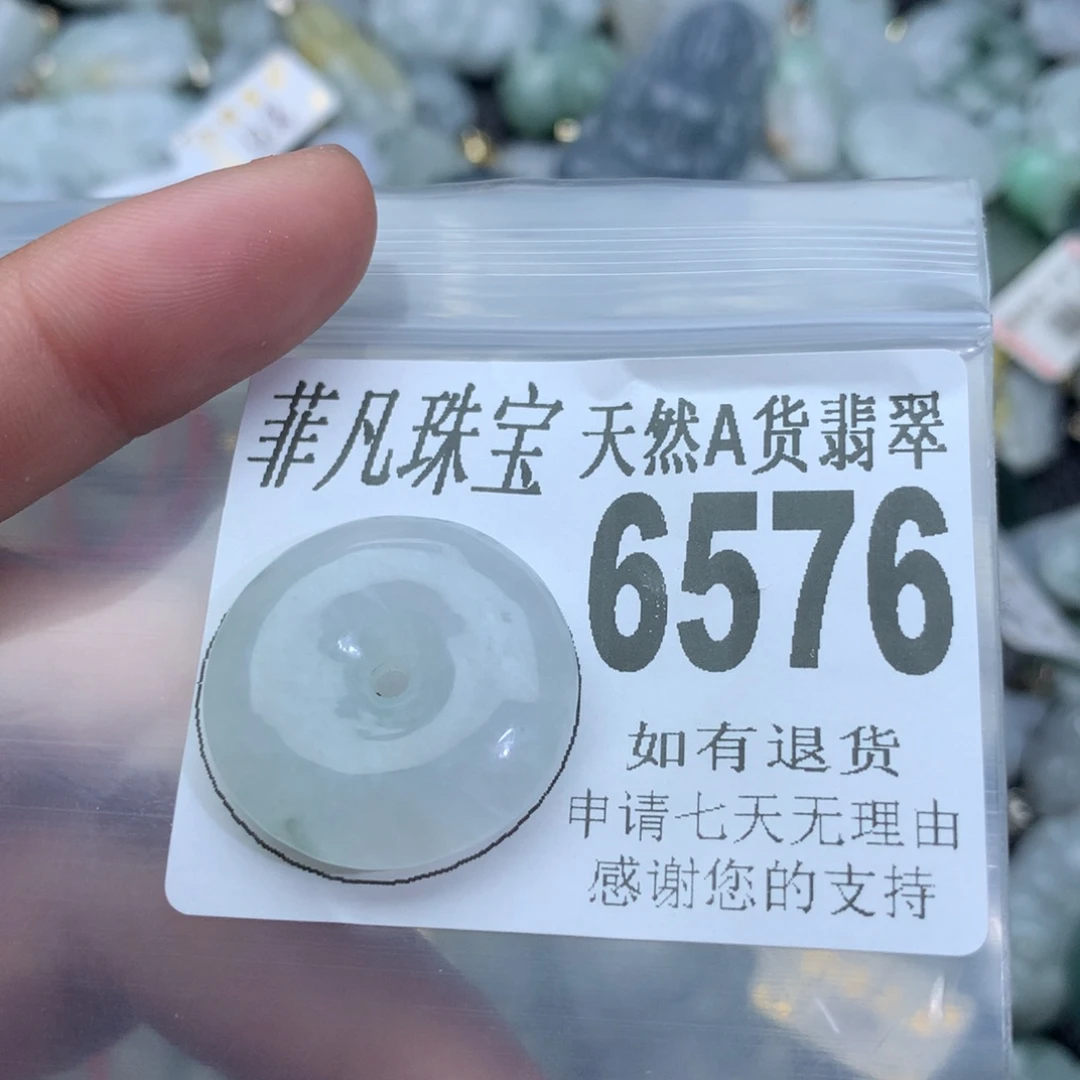 菲凡珠宝 天然A货翡翠
6576
如有退货
申请七天无理由
感谢您的支持